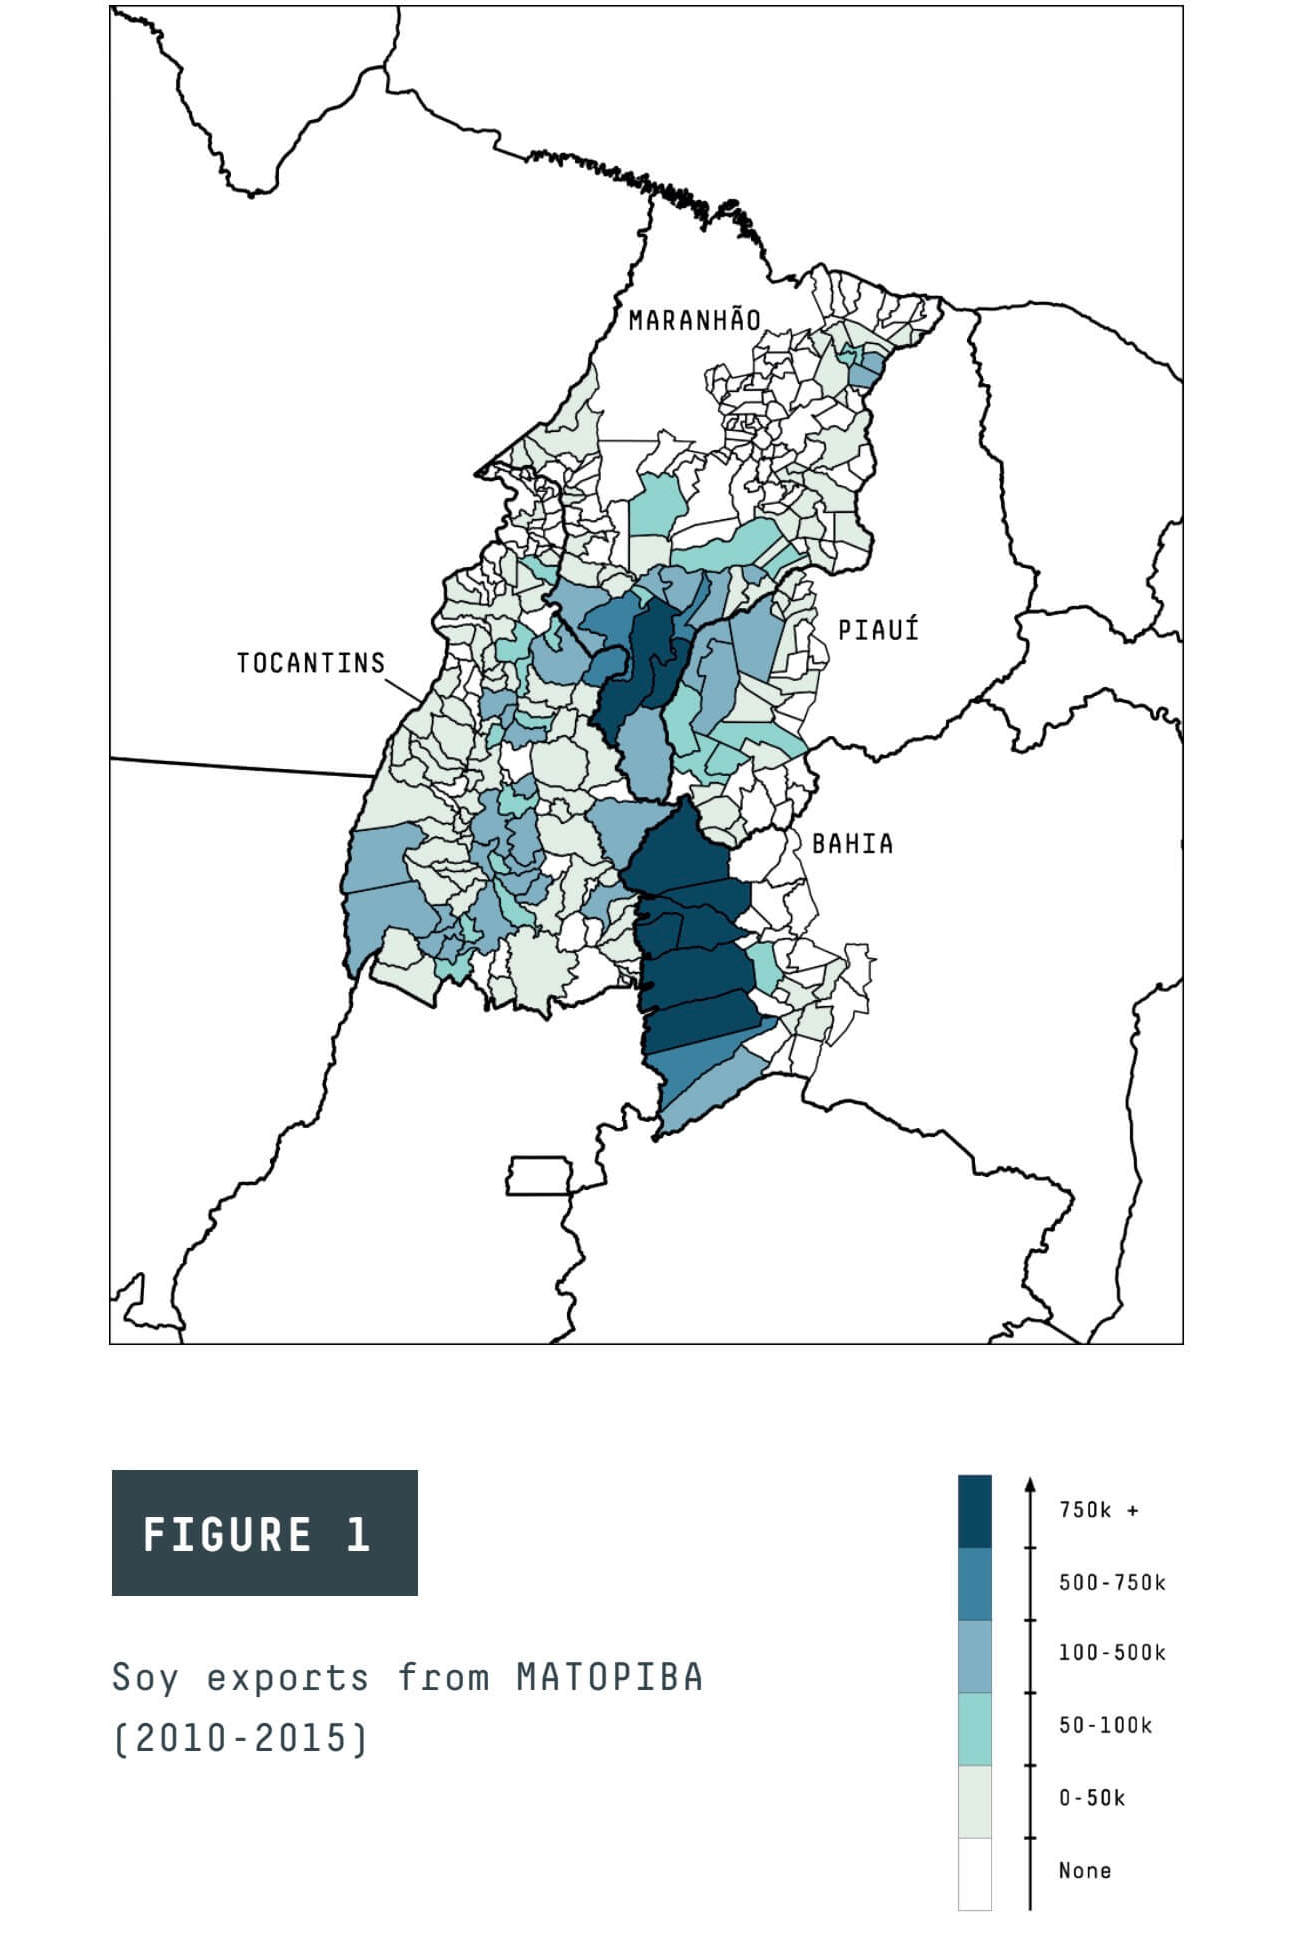 MARANHÃO
PIAUÍ
TOCANTINS
BAHIA
FIGURE 1
Soy exports from MATOPIBA
(2010-2015)
750k +
500-750k
100-500k
50-100k
0-50k
None